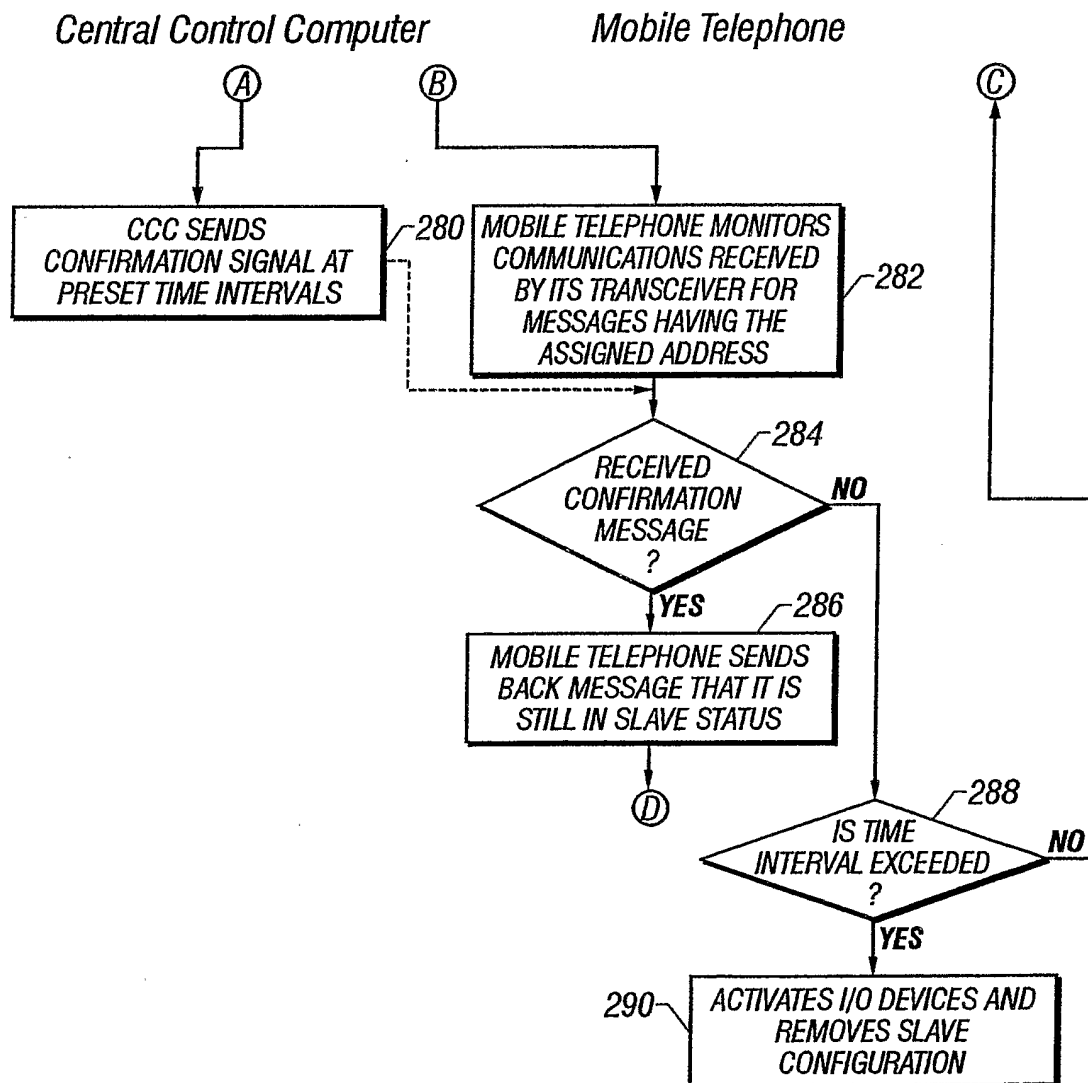 Central Control Computer
Mobile Telephone
A
B
C
CCC SENDS
CONFIRMATION SIGNAL AT
PRESET TIME INTERVALS
280
MOBILE TELEPHONE MONITORS
COMMUNICATIONS RECEIVED
BY ITS TRANSCEIVER FOR
MESSAGES HAVING THE
ASSIGNED ADDRESS
282
284
RECEIVED
CONFIRMATION
MESSAGE
?
NO
YES
286
MOBILE TELEPHONE SENDS
BACK MESSAGE THAT IT IS
STILL IN SLAVE STATUS
D
288
IS TIME
INTERVAL EXCEEDED
?
NO
YES
290
ACTIVATES I/O DEVICES AND
REMOVES SLAVE
CONFIGURATION